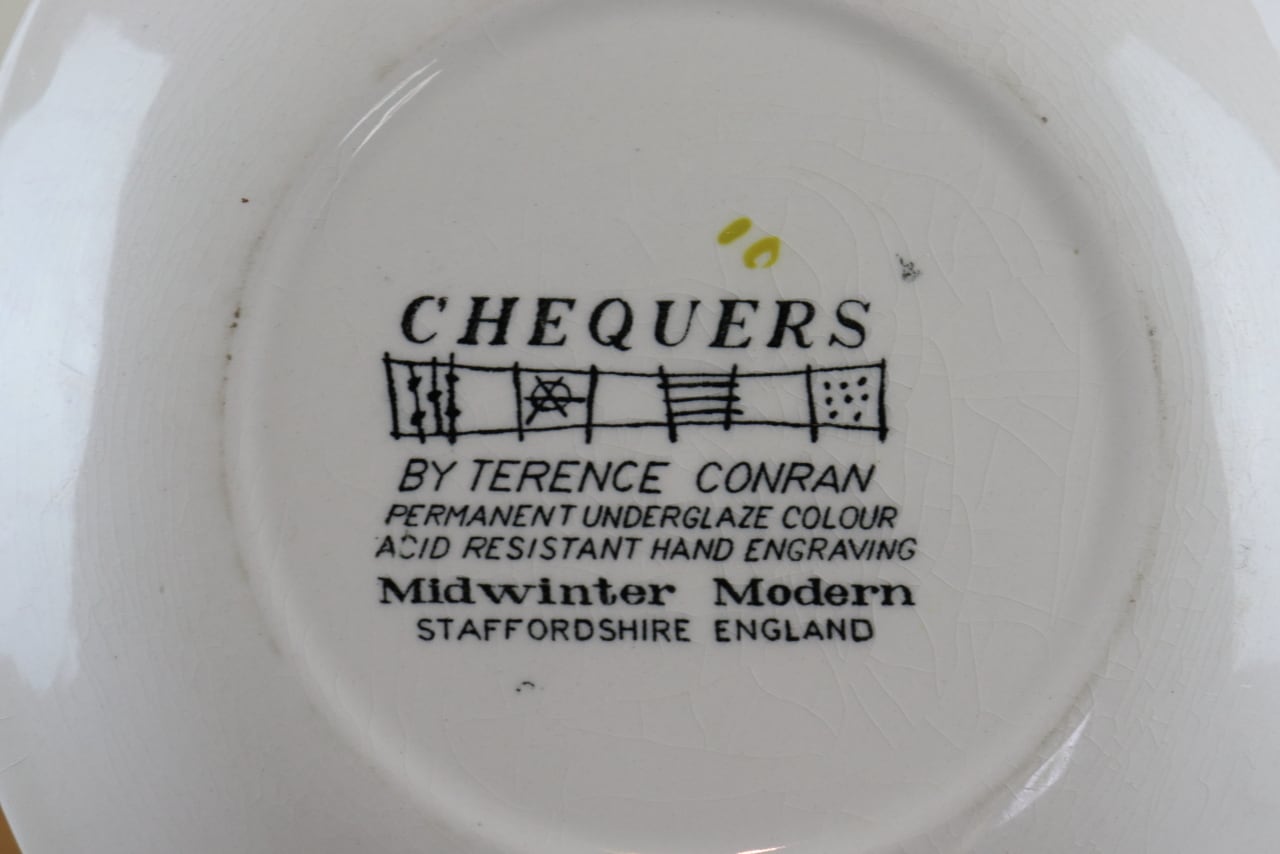 CHEQUERS
BY TERENCE CONRAN
PERMANENT UNDERGLAZE COLOUR
ACID RESISTANT HAND ENGRAVING
Midwinter Modern
STAFFORDSHIRE ENGLAND